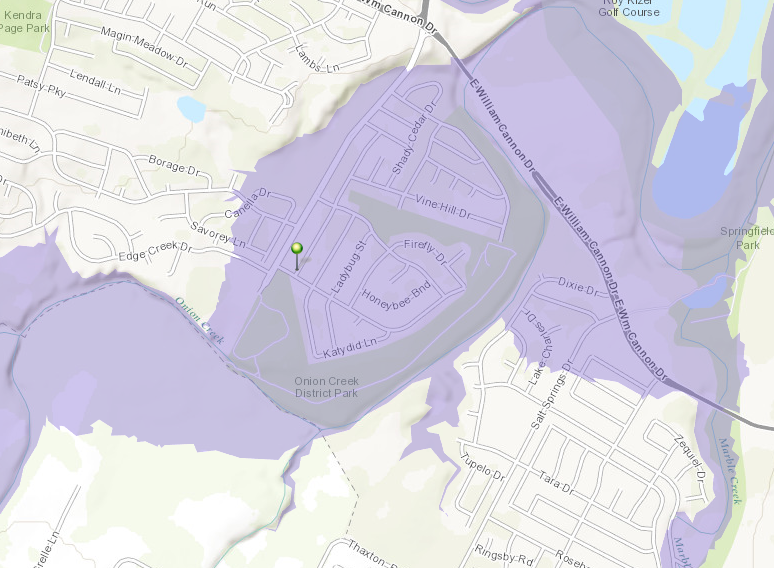 Kendra
Page Park
Run
Magin Meadow Dr
Lambs Ln
Wm Cannon Dr
Roy Kizer
Golf Course
Patsy Pky
Lendall Ln
E William Cannon Dr
Shady Cedar Dr
Borage Dr
Canella Dr
Vine Hill Dr
E William Cannon Dr
Savorey Ln
Edge Creek Dr
Ladybug St
Firefly Dr
Springfield
Park
Honeybee Bnd
Dixie Dr
Onion Creek
Katydid Ln
Lake Charles Dr
E Wm Cannon Dr
Onion Creek
District Park
Salt Springs Dr
Zequiel Dr
Tupelo Dr
Tara Dr
Marble Creek
Thaxton
Ringsby Rd